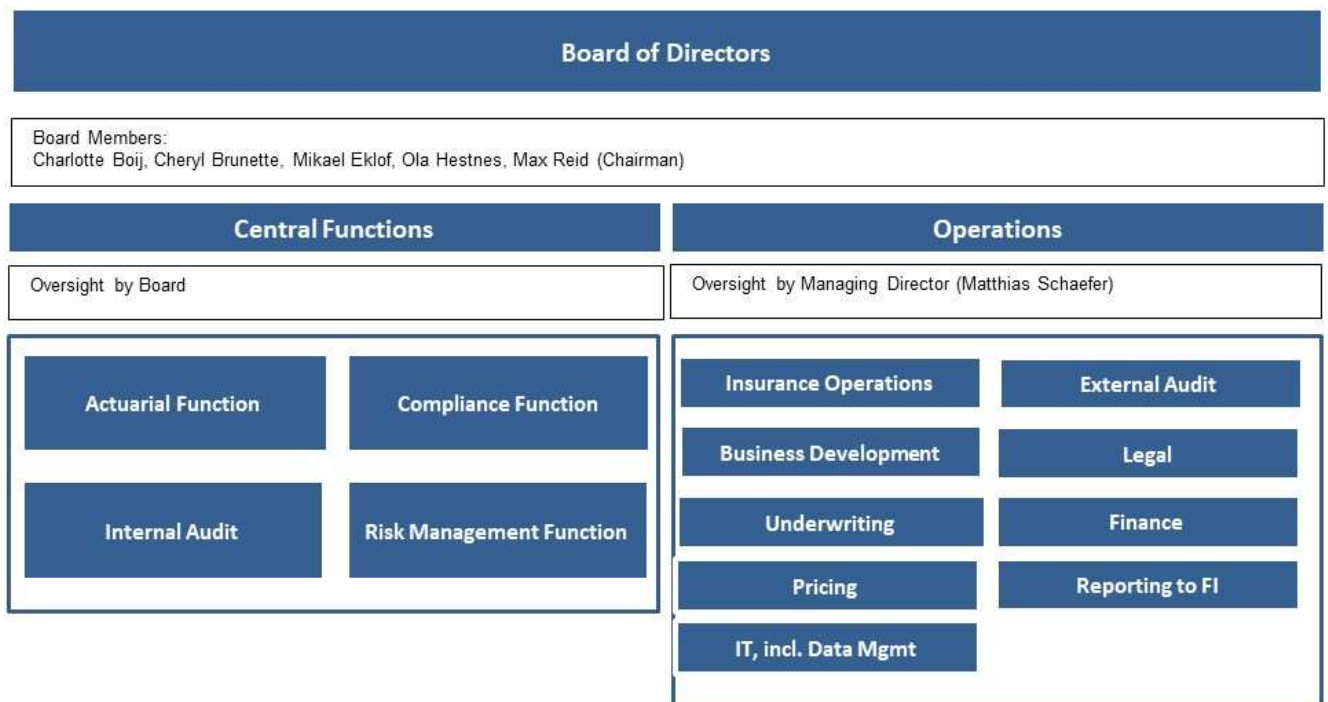 Board of Directors
Board Members:
Charlotte Boij, Cheryl Brunette, Mikael Eklof, Ola Hestnes, Max Reid (Chairman)
Central Functions
Operations
Oversight by Board
Oversight by Managing Director (Matthias Schaefer)
Actuarial Function
Compliance Function
Internal Audit
Risk Management Function
Insurance Operations
External Audit
Business Development
Legal
Underwriting
Finance
Pricing
Reporting to FI
IT, incl. Data Mgmt